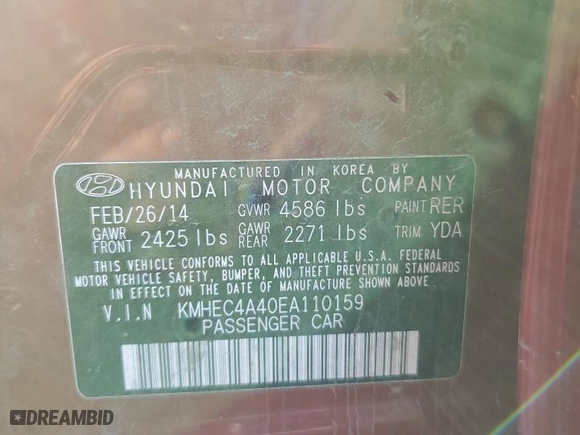 MANUFACTURED IN KOREA BY
HYUNDAI MOTOR COMPANY
FEB/26/14 GVWR 4586 lbs PAINT RER
GAWR FRONT 2425 lbs GAWR REAR 2271 lbs TRIM YDA
THIS VEHICLE CONFORMS TO ALL APPLICABLE U.S.A. FEDERAL
MOTOR VEHICLE SAFETY, BUMPER, AND THEFT PREVENTION STANDARDS
IN EFFECT ON THE DATE OF MANUFACTURE SHOWN ABOVE.
V.I.N KMHEC4A40EA110159
PASSENGER CAR
DREAMBID